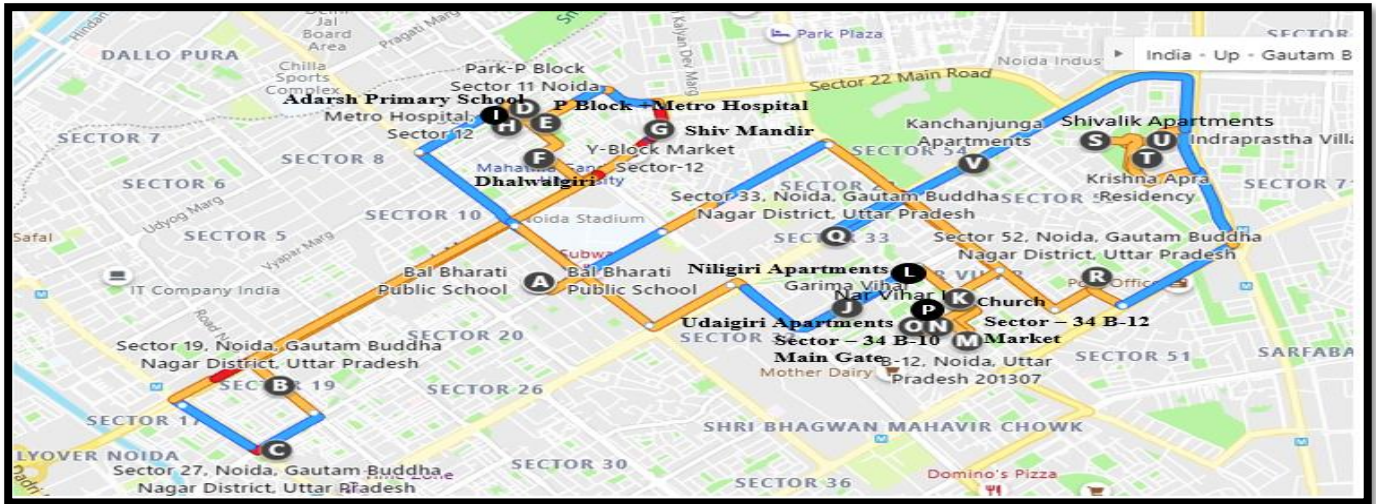 Jal
Board
Area
Pragati Marg
Park Plaza
SECTOR
DALLO PURA
Chilla
Sports
Complex
Noida Indus
India - Up - Gautam B
Park-P Block
Sector 11 Noida
Sector 22 Main Road
Kalyan Dev Marg
Adarsh Primary School
Metro Hospital,
Sector 12
I
H
D
E
P Block +Metro Hospital
G
Shiv Mandir
Y-Block Market
Sector-12
F
Dhalwalgiri
SECTOR 7
SECTOR 8
SECTOR 6
SECTOR 10
SECTOR 5
Udyog Marg
Vyapar Marg
Safal
IT Company India
Noida Stadium
Kanchanjunga
Apartments
SECTOR 54
V
Shivalik Apartments
S
U
T
Indraprastha Villa
Krishna Apra
Residency
SECTOR 7
Sector 33, Noida, Gautam Buddha
Nagar District, Uttar Pradesh
Q
SECTOR 33
Sector 52, Noida, Gautam Buddha
Nagar District, Uttar Pradesh
R
Bal Bharati
Public School
A
Bal Bharati
Public School
Niligiri Apartments
L
Garima Vihar
J
K
Church
P
Udaigiri Apartments
O
N
M
Sector – 34 B-12
Market
Sector – 34 B-10
Main Gate
B-12, Noida, Uttar
Pradesh 201307
Mother Dairy
SECTOR 51
SARFABA
SECTOR 20
Sector 19, Noida, Gautam Buddha
Nagar District, Uttar Pradesh
SECTOR 19
B
SECTOR 26
C
LYOVER NOIDA
Sector 27, Noida, Gautam Buddha
Nagar District, Uttar Pradesh
SECTOR 30
SHRI BHAGWAN MAHAVIR CHOWK
SECTOR 36
Domino's Pizza